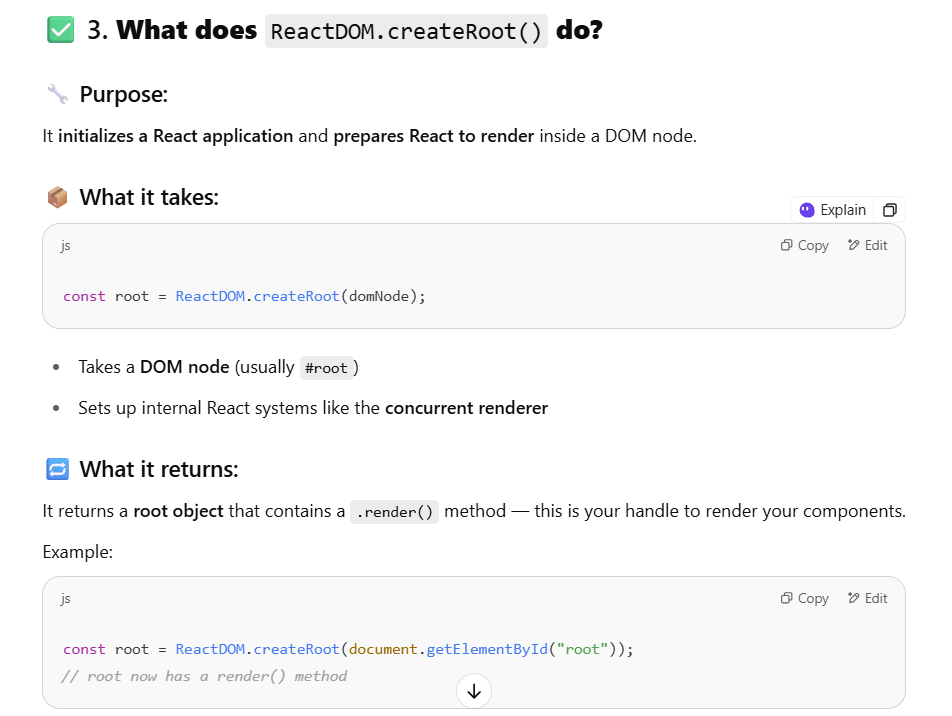 ✅ 3. What does ReactDOM.createRoot() do?
🔧 Purpose:
It initializes a React application and prepares React to render inside a DOM node.
📦 What it takes:
Explain
js
Copy Edit
const root = ReactDOM.createRoot(domNode);
• Takes a DOM node (usually #root)
• Sets up internal React systems like the concurrent renderer
🔁 What it returns:
It returns a root object that contains a .render() method — this is your handle to render your components.
Example:
js
Copy Edit
const root = ReactDOM.createRoot(document.getElementById("root"));
// root now has a render() method